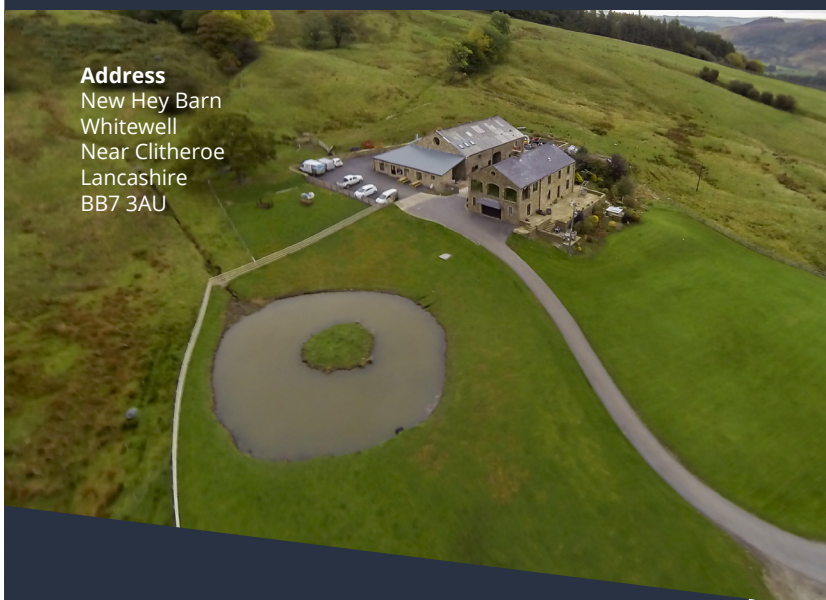 Address
New Hey Barn
Whitewell
Near Clitheroe
Lancashire
BB7 3AU